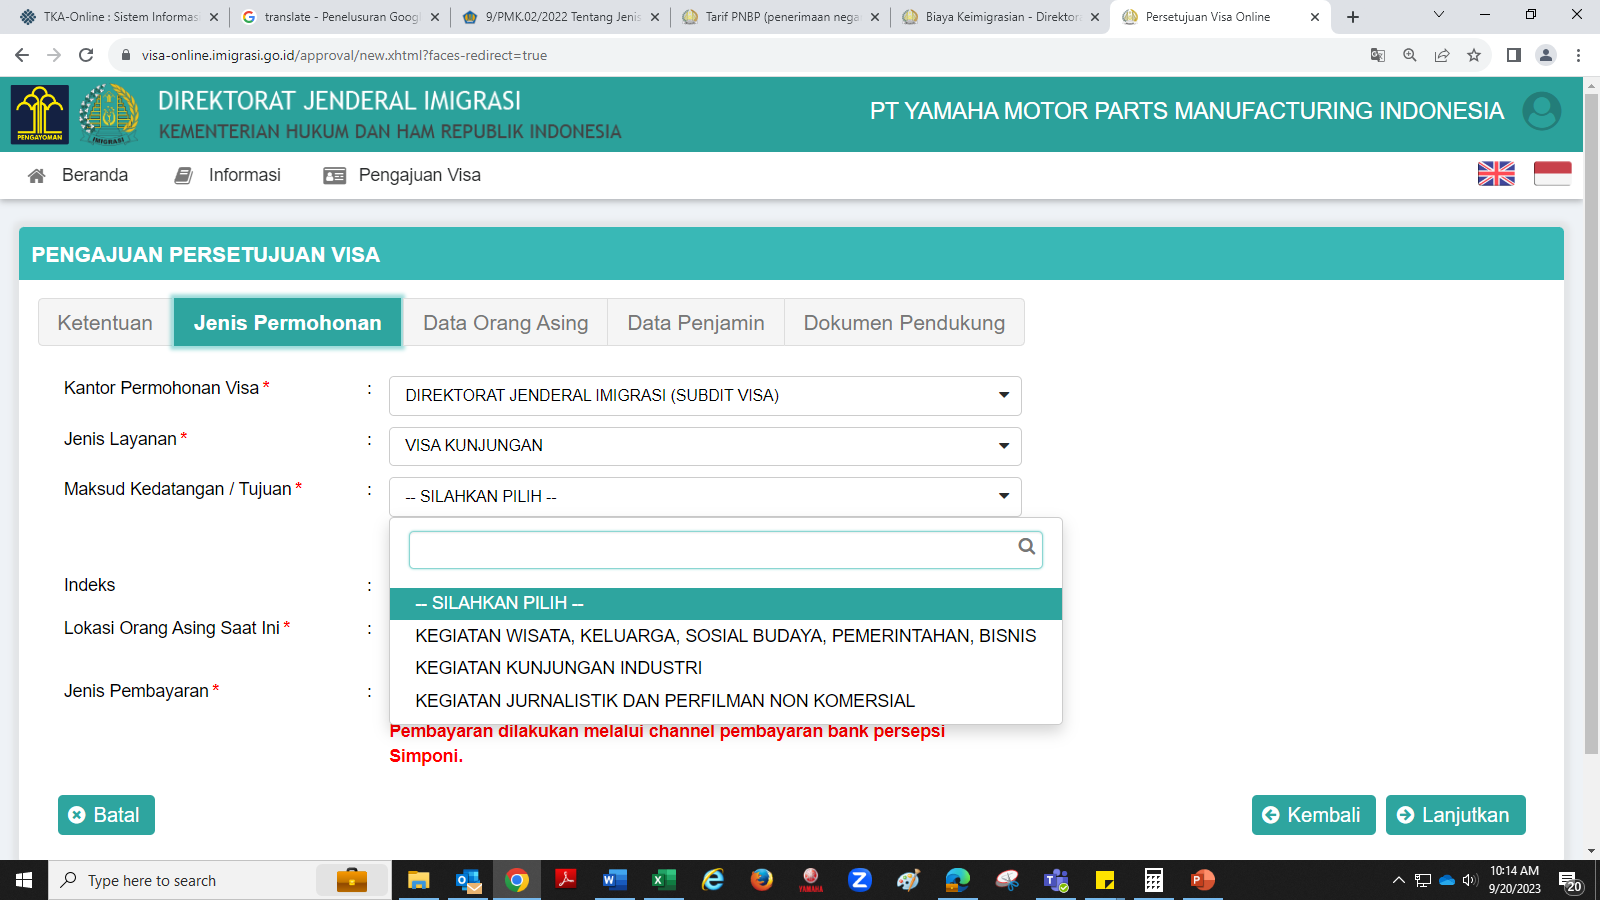 TKA-Online : Sistem Informas
translate - Penelusuran Goog
9/PMK.02/2022 Tentang Jenis
Tarif PNBP (penerimaan nega
Biaya Keimigrasian - Direktora
Persetujuan Visa Online
visa-online.imigrasi.go.id/approval/new.xhtml?faces-redirect=true
PENGAYOMAN
IMIGRASI
DIREKTORAT JENDERAL IMIGRASI
KEMENTERIAN HUKUM DAN HAM REPUBLIK INDONESIA
PT YAMAHA MOTOR PARTS MANUFACTURING INDONESIA
Beranda
Informasi
Pengajuan Visa
PENGAJUAN PERSETUJUAN VISA
Ketentuan
Jenis Permohonan
Data Orang Asing
Data Penjamin
Dokumen Pendukung
Kantor Permohonan Visa * : DIREKTORAT JENDERAL IMIGRASI (SUBDIT VISA)
Jenis Layanan * : VISA KUNJUNGAN
Maksud Kedatangan / Tujuan * : -- SILAHKAN PILIH --
-- SILAHKAN PILIH --
KEGIATAN WISATA, KELUARGA, SOSIAL BUDAYA, PEMERINTAHAN, BISNIS
KEGIATAN KUNJUNGAN INDUSTRI
KEGIATAN JURNALISTIK DAN PERFILMAN NON KOMERSIAL
Indeks :
Lokasi Orang Asing Saat Ini * :
Jenis Pembayaran * :
Pembayaran dilakukan melalui channel pembayaran bank persepsi
Simponi.
Batal
Kembali
Lanjutkan
Type here to search
YAMAHA
10:14 AM
9/20/2023
20